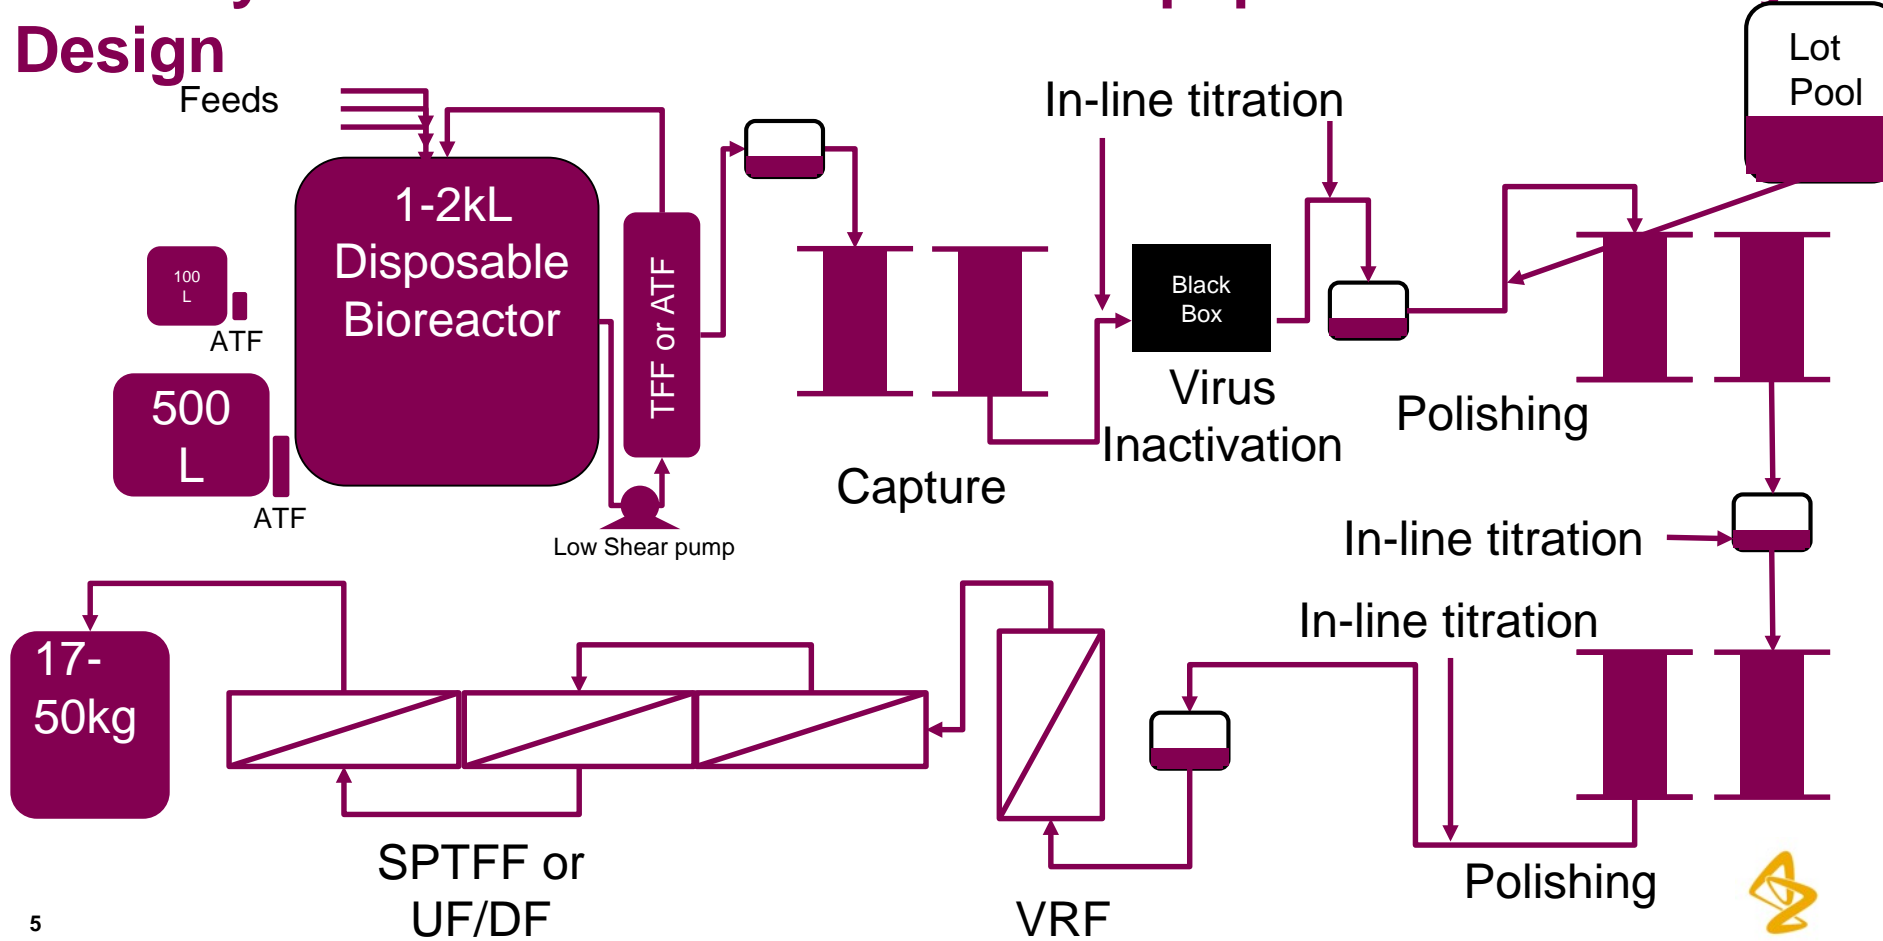 Design
Feeds
In-line titration
Lot
Pool
1-2kL
Disposable
Bioreactor
TFF or ATF
100
L
ATF
Black
Box
500
L
ATF
Virus
Inactivation
Polishing
Capture
Low Shear pump
In-line titration
In-line titration
17-
50kg
SPTFF or
UF/DF
VRF
Polishing
5